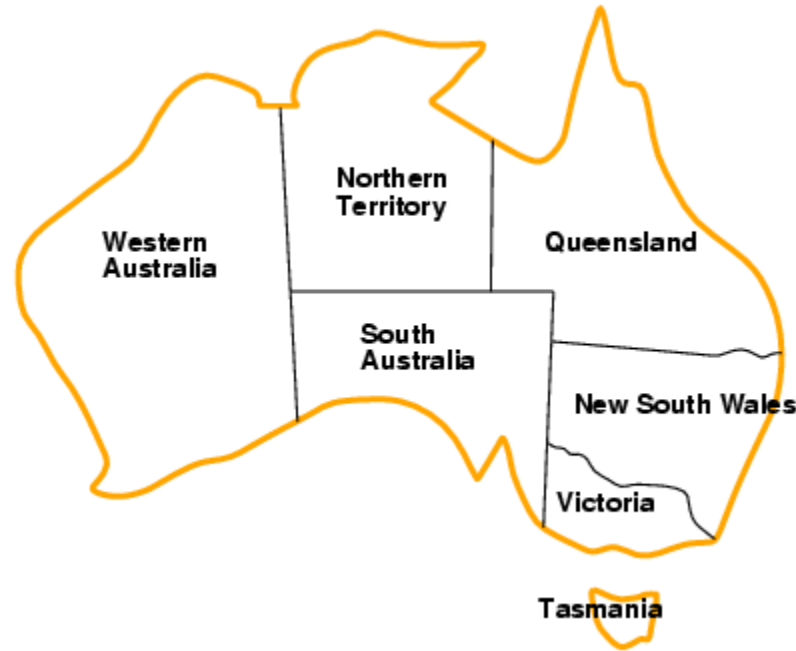 Northern
Territory
Western
Australia
Queensland
South
Australia
New South Wales
Victoria
Tasmania